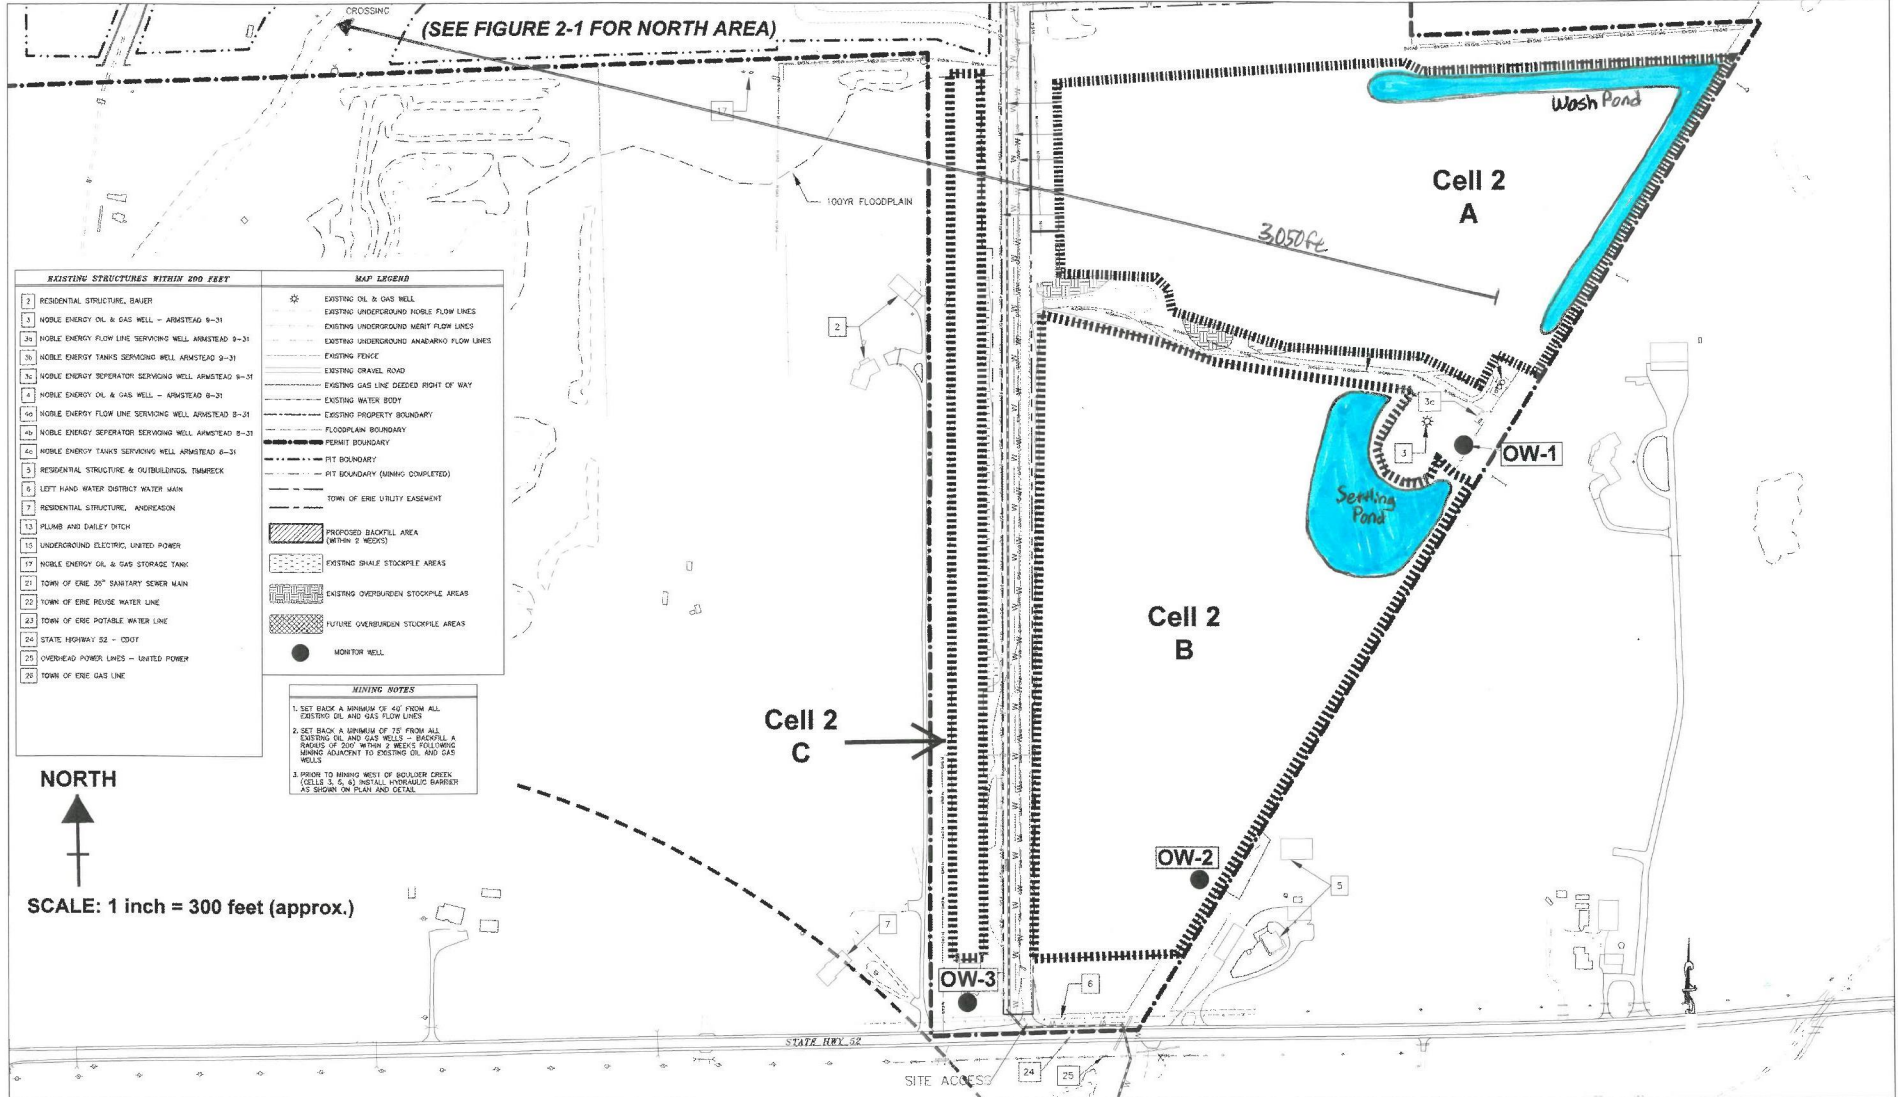 CROSSING
(SEE FIGURE 2-1 FOR NORTH AREA)
Wash Pond
17
Cell 2
A
100YR FLOODPLAIN
3,050ft
EXISTING STRUCTURES WITHIN 200 FEET
2 RESIDENTIAL STRUCTURE, BAUER
3 NOBLE ENERGY OIL & GAS WELL - ARMSTEAD 9-31
3a NOBLE ENERGY FLOW LINE SERVICING WELL ARMSTEAD 9-31
3b NOBLE ENERGY TANKS SERVICING WELL ARMSTEAD 9-31
3c NOBLE ENERGY SEPERATOR SERVICING WELL ARMSTEAD 9-31
4 NOBLE ENERGY OIL & GAS WELL - ARMSTEAD 8-31
4a NOBLE ENERGY FLOW LINE SERVICING WELL ARMSTEAD 8-31
4b NOBLE ENERGY SEPERATOR SERVICING WELL ARMSTEAD 8-31
4c NOBLE ENERGY TANKS SERVICING WELL ARMSTEAD 8-31
5 RESIDENTIAL STRUCTURE & OUTBUILDINGS, TIMMRECK
6 LEFT HAND WATER DISTRICT WATER MAIN
7 RESIDENTIAL STRUCTURE, ANDREASON
13 PLUMB AND DAILEY DITCH
15 UNDERGROUND ELECTRIC, UNITED POWER
17 NOBLE ENERGY OIL & GAS STORAGE TANK
21 TOWN OF ERIE 36" SANITARY SEWER MAIN
22 TOWN OF ERIE REUSE WATER LINE
23 TOWN OF ERIE POTABLE WATER LINE
24 STATE HIGHWAY 52 - CDOT
25 OVERHEAD POWER LINES - UNITED POWER
26 TOWN OF ERIE GAS LINE
MAP LEGEND
EXISTING OIL & GAS WELL
EXISTING UNDERGROUND NOBLE FLOW LINES
EXISTING UNDERGROUND MERIT FLOW LINES
EXISTING UNDERGROUND ANADARKO FLOW LINES
EXISTING FENCE
EXISTING GRAVEL ROAD
EXISTING GAS LINE DEEDED RIGHT OF WAY
EXISTING WATER BODY
EXISTING PROPERTY BOUNDARY
FLOODPLAIN BOUNDARY
PERMIT BOUNDARY
PIT BOUNDARY
PIT BOUNDARY (MINING COMPLETED)
TOWN OF ERIE UTILITY EASEMENT
PROPOSED BACKFILL AREA
(WITHIN 2 WEEKS)
EXISTING SHALE STOCKPILE AREAS
EXISTING OVERBURDEN STOCKPILE AREAS
FUTURE OVERBURDEN STOCKPILE AREAS
MONITOR WELL
MINING NOTES
1. SET BACK A MINIMUM OF 40' FROM ALL
EXISTING OIL AND GAS FLOW LINES
2. SET BACK A MINIMUM OF 75' FROM ALL
EXISTING OIL AND GAS WELLS - BACKFILL A
RADIUS OF 200' WITHIN 2 WEEKS FOLLOWING
MINING ADJACENT TO EXISTING OIL AND GAS
WELLS
3. PRIOR TO MINING WEST OF BOULDER CREEK
(CELLS 3, 5, 6) INSTALL HYDRAULIC BARRIER
AS SHOWN ON PLAN AND DETAIL
2
3c
3
OW-1
Settling
Pond
Cell 2
B
Cell 2
C
NORTH
SCALE: 1 inch = 300 feet (approx.)
OW-2
5
7
OW-3
6
STATE HWY 52
SITE ACCESS
24
25